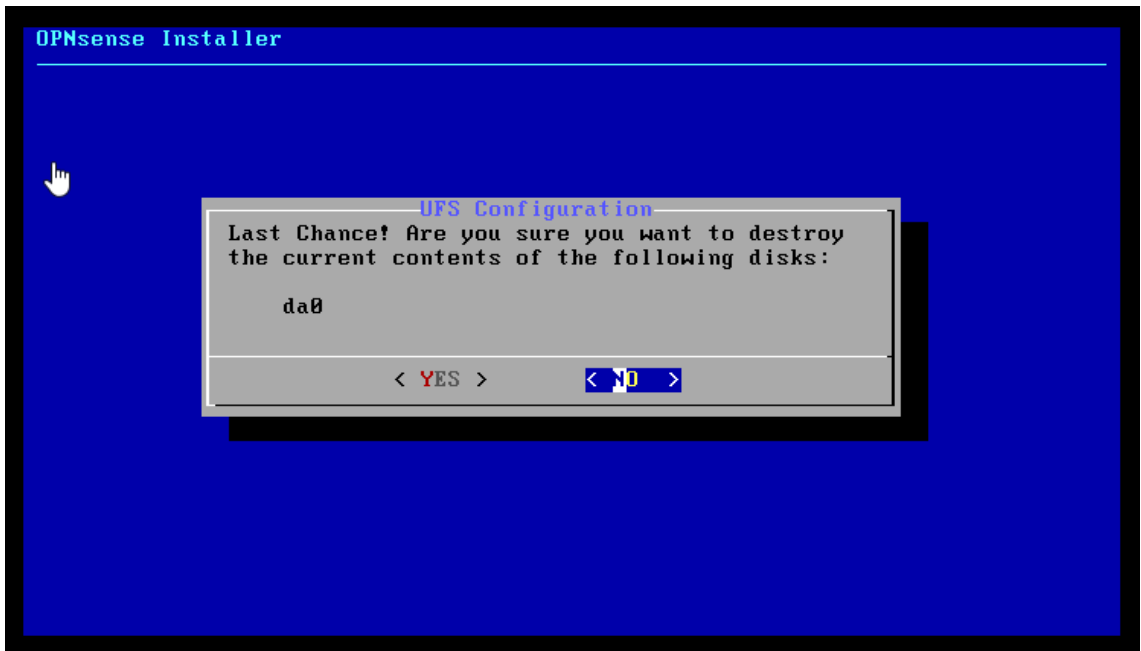 OPNsense Installer
UFS Configuration
Last Chance! Are you sure you want to destroy
the current contents of the following disks:
da0
< YES > < NO >